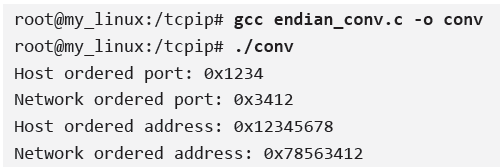 root@my_linux:/tcpip# gcc endian_conv.c -o conv
root@my_linux:/tcpip# ./conv
Host ordered port: 0x1234
Network ordered port: 0x3412
Host ordered address: 0x12345678
Network ordered address: 0x78563412